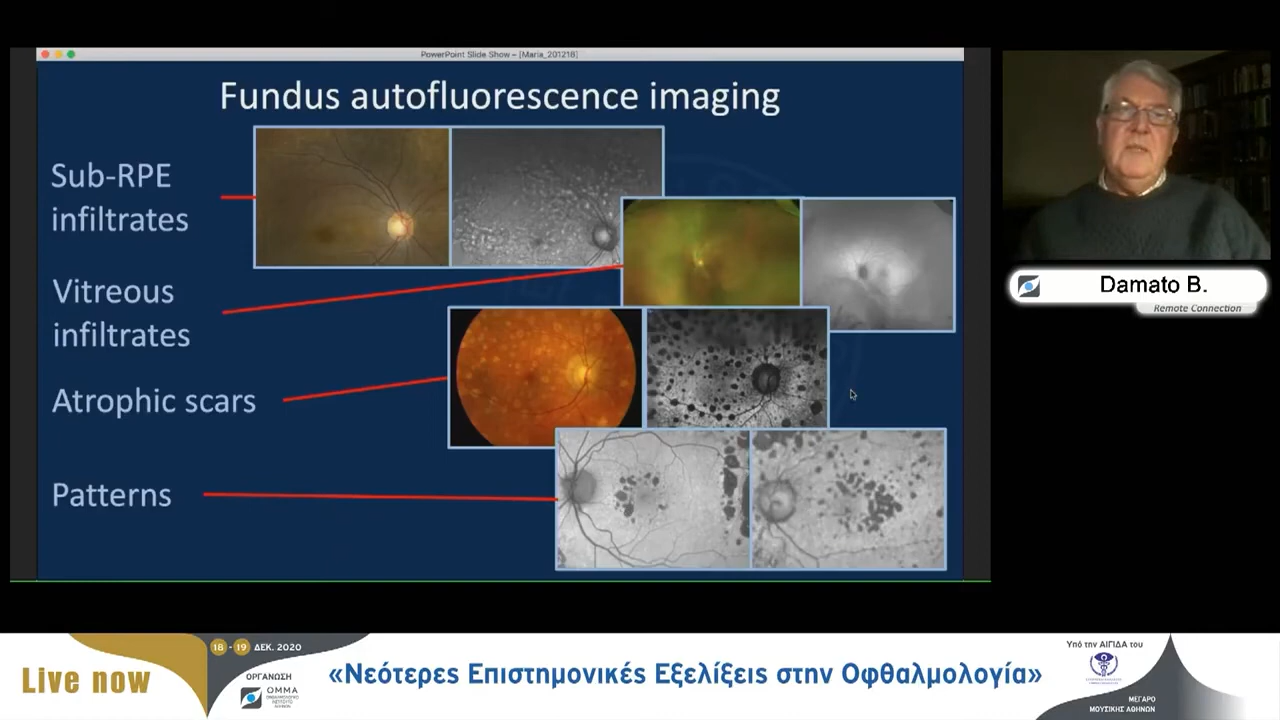 PowerPoint Slide Show – [Maria_201218]
Fundus autofluorescence imaging
Sub-RPE
infiltrates
Vitreous
infiltrates
Atrophic scars
Patterns
Damato B.
Remote Connection
Live now
18 - 19 ΔΕΚ. 2020
ΟΡΓΑΝΩΣΗ
ΟΜΜΑ
«Νεότερες Επιστημονικές Εξελίξεις στην Οφθαλμολογία»
Υπό την ΑΙΓΙΔΑ του
ΜΕΓΑΡΟ
ΜΟΥΣΙΚΗΣ ΑΘΗΝΩΝ